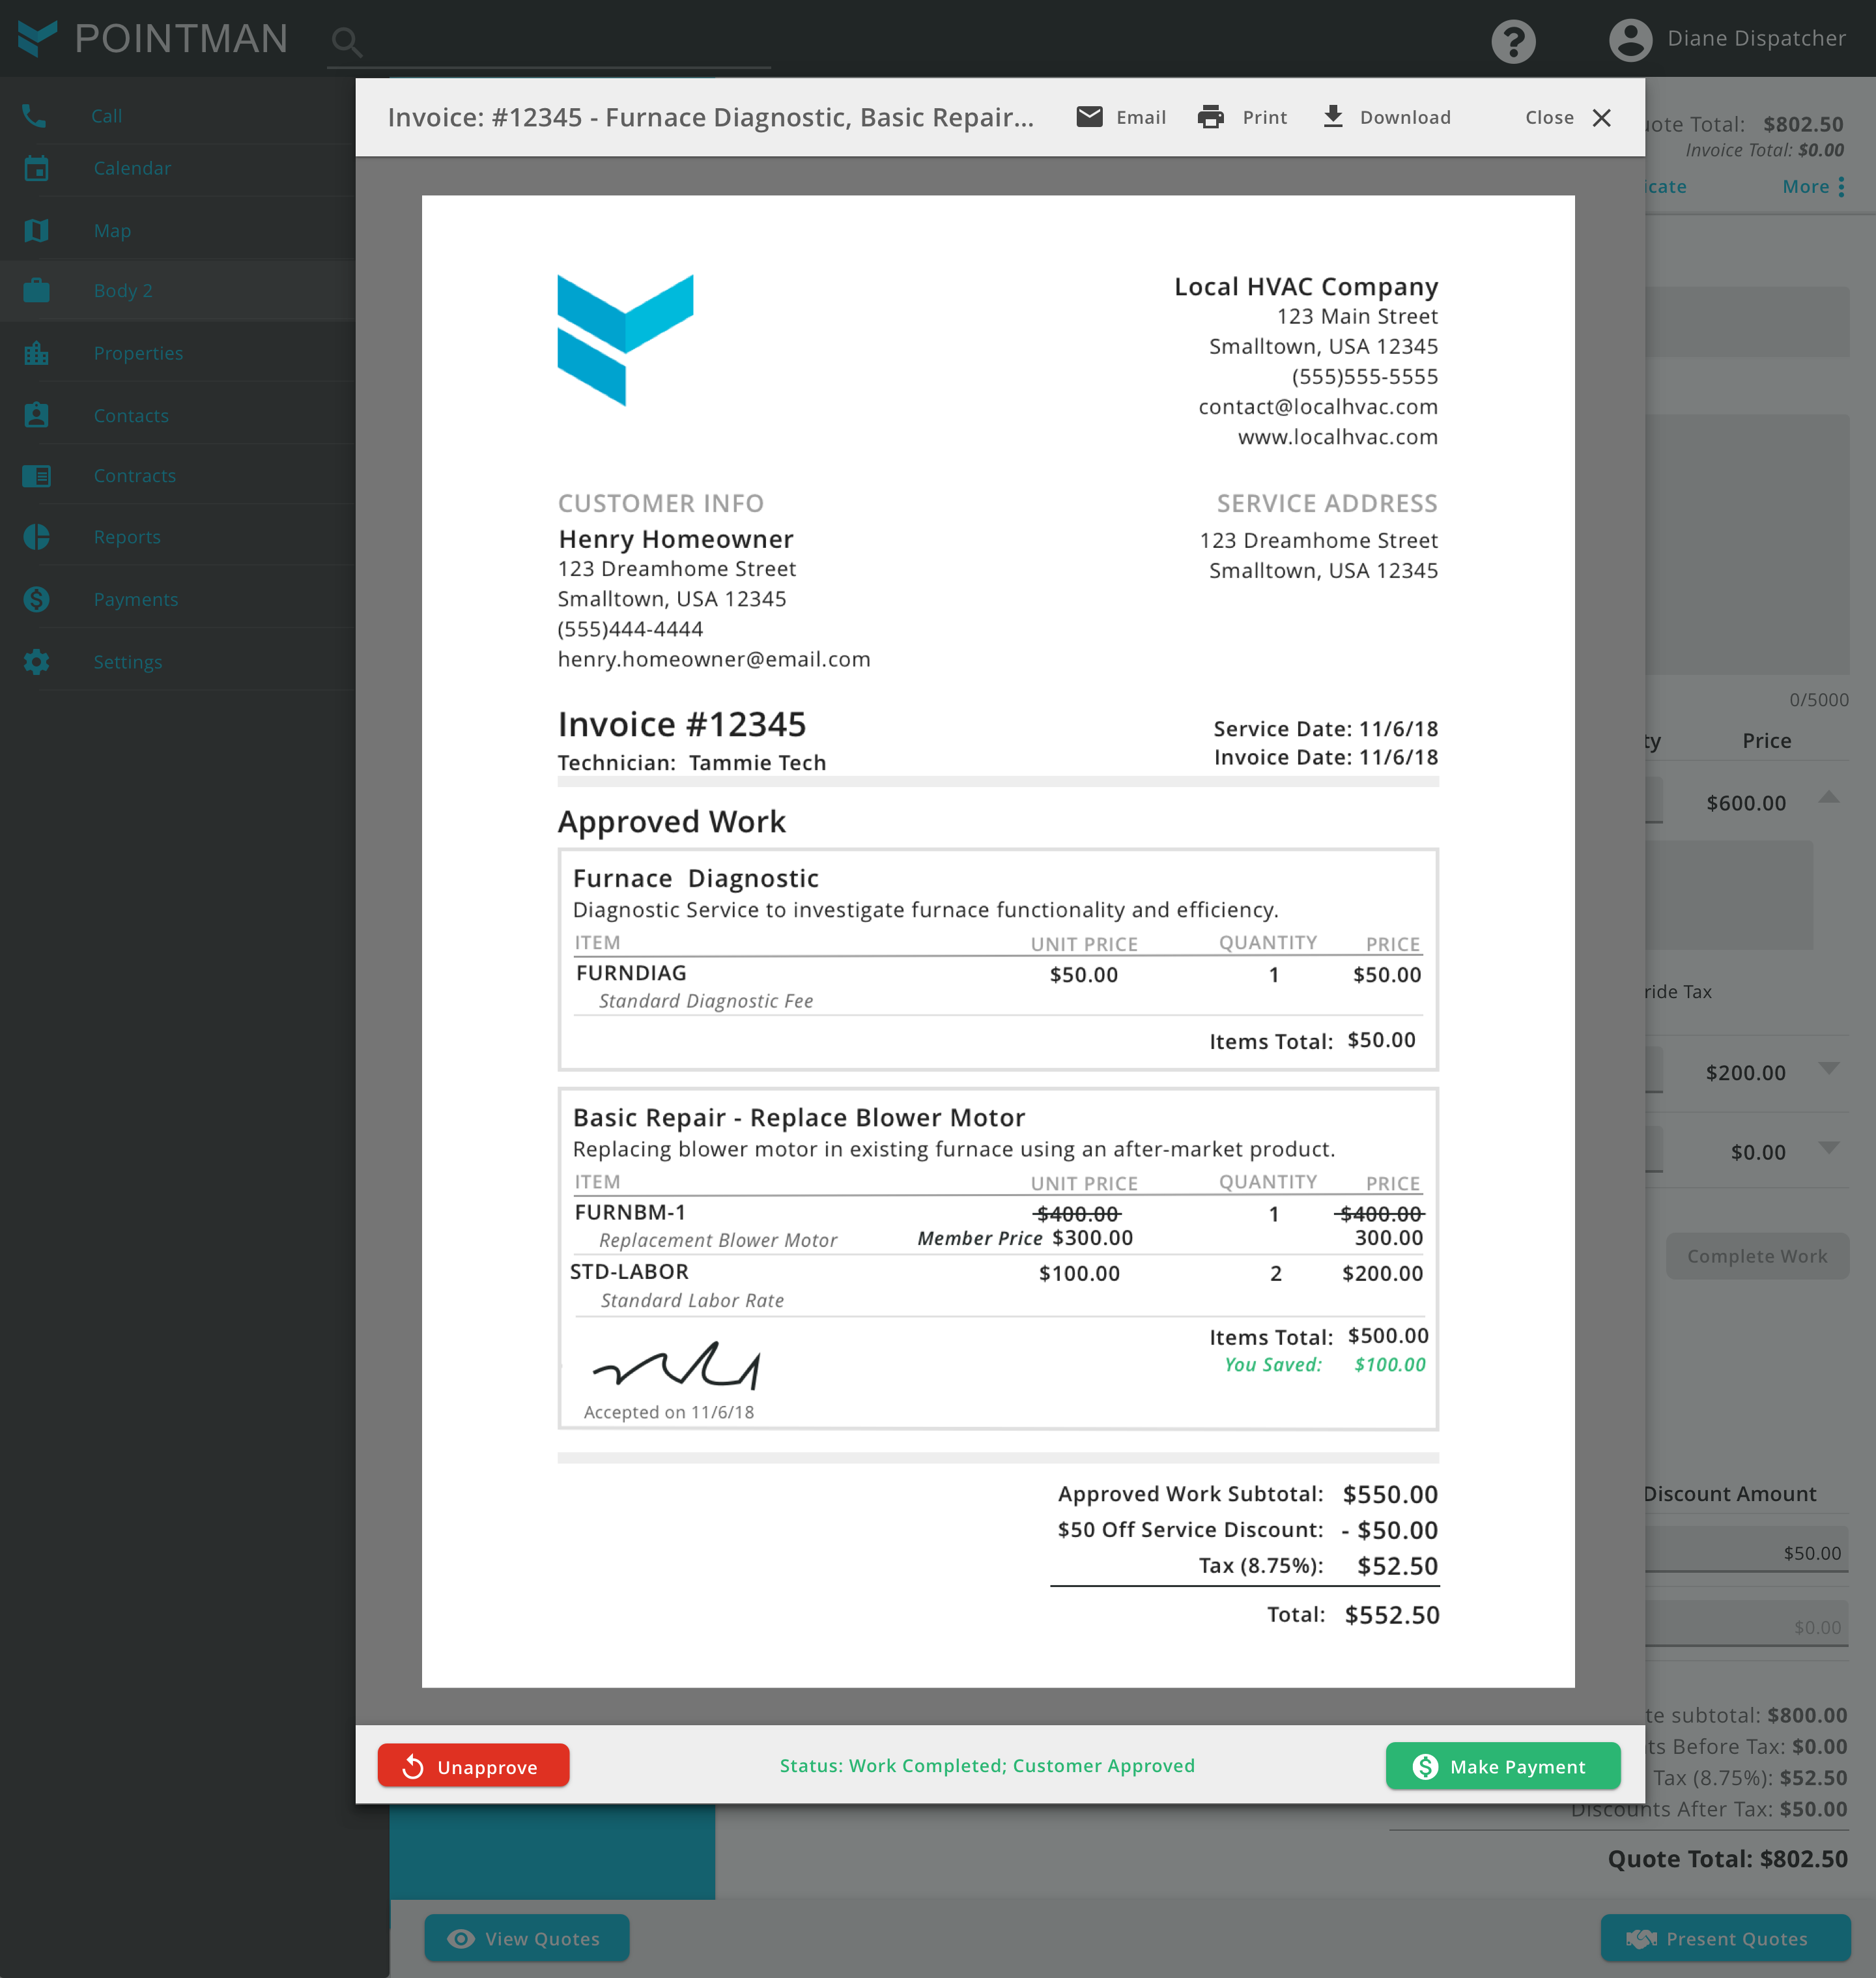 POINTMAN
Diane Dispatcher
Call
Calendar
Map
Body 2
Properties
Contacts
Contracts
Reports
Payments
Settings
Invoice: #12345 - Furnace Diagnostic, Basic Repair...
Email
Print
Download
Close
Local HVAC Company
123 Main Street
Smalltown, USA 12345
(555)555-5555
contact@localhvac.com
www.localhvac.com
CUSTOMER INFO
Henry Homeowner
123 Dreamhome Street
Smalltown, USA 12345
(555)444-4444
henry.homeowner@email.com
SERVICE ADDRESS
123 Dreamhome Street
Smalltown, USA 12345
Invoice #12345
Technician: Tammie Tech
Service Date: 11/6/18
Invoice Date: 11/6/18
Approved Work
Furnace Diagnostic
Diagnostic Service to investigate furnace functionality and efficiency.
ITEM UNIT PRICE QUANTITY PRICE
FURNDIAG $50.00 1 $50.00
Standard Diagnostic Fee
Items Total: $50.00
Basic Repair - Replace Blower Motor
Replacing blower motor in existing furnace using an after-market product.
ITEM UNIT PRICE QUANTITY PRICE
FURNBM-1 $400.00 1 $400.00
Replacement Blower Motor Member Price $300.00 300.00
STD-LABOR $100.00 2 $200.00
Standard Labor Rate
Items Total: $500.00
You Saved: $100.00
Accepted on 11/6/18
Approved Work Subtotal: $550.00
$50 Off Service Discount: - $50.00
Tax (8.75%): $52.50
Total: $552.50
Unapprove
Status: Work Completed; Customer Approved
Make Payment
Total: $802.50
Invoice Total: $0.00
More
0/5000
Price
$600.00
Tax
$200.00
$0.00
Complete Work
Discount Amount
$50.00
$0.00
subtotal: $800.00
Before Tax: $0.00
Tax (8.75%): $52.50
Discounts After Tax: $50.00
Quote Total: $802.50
View Quotes
Present Quotes